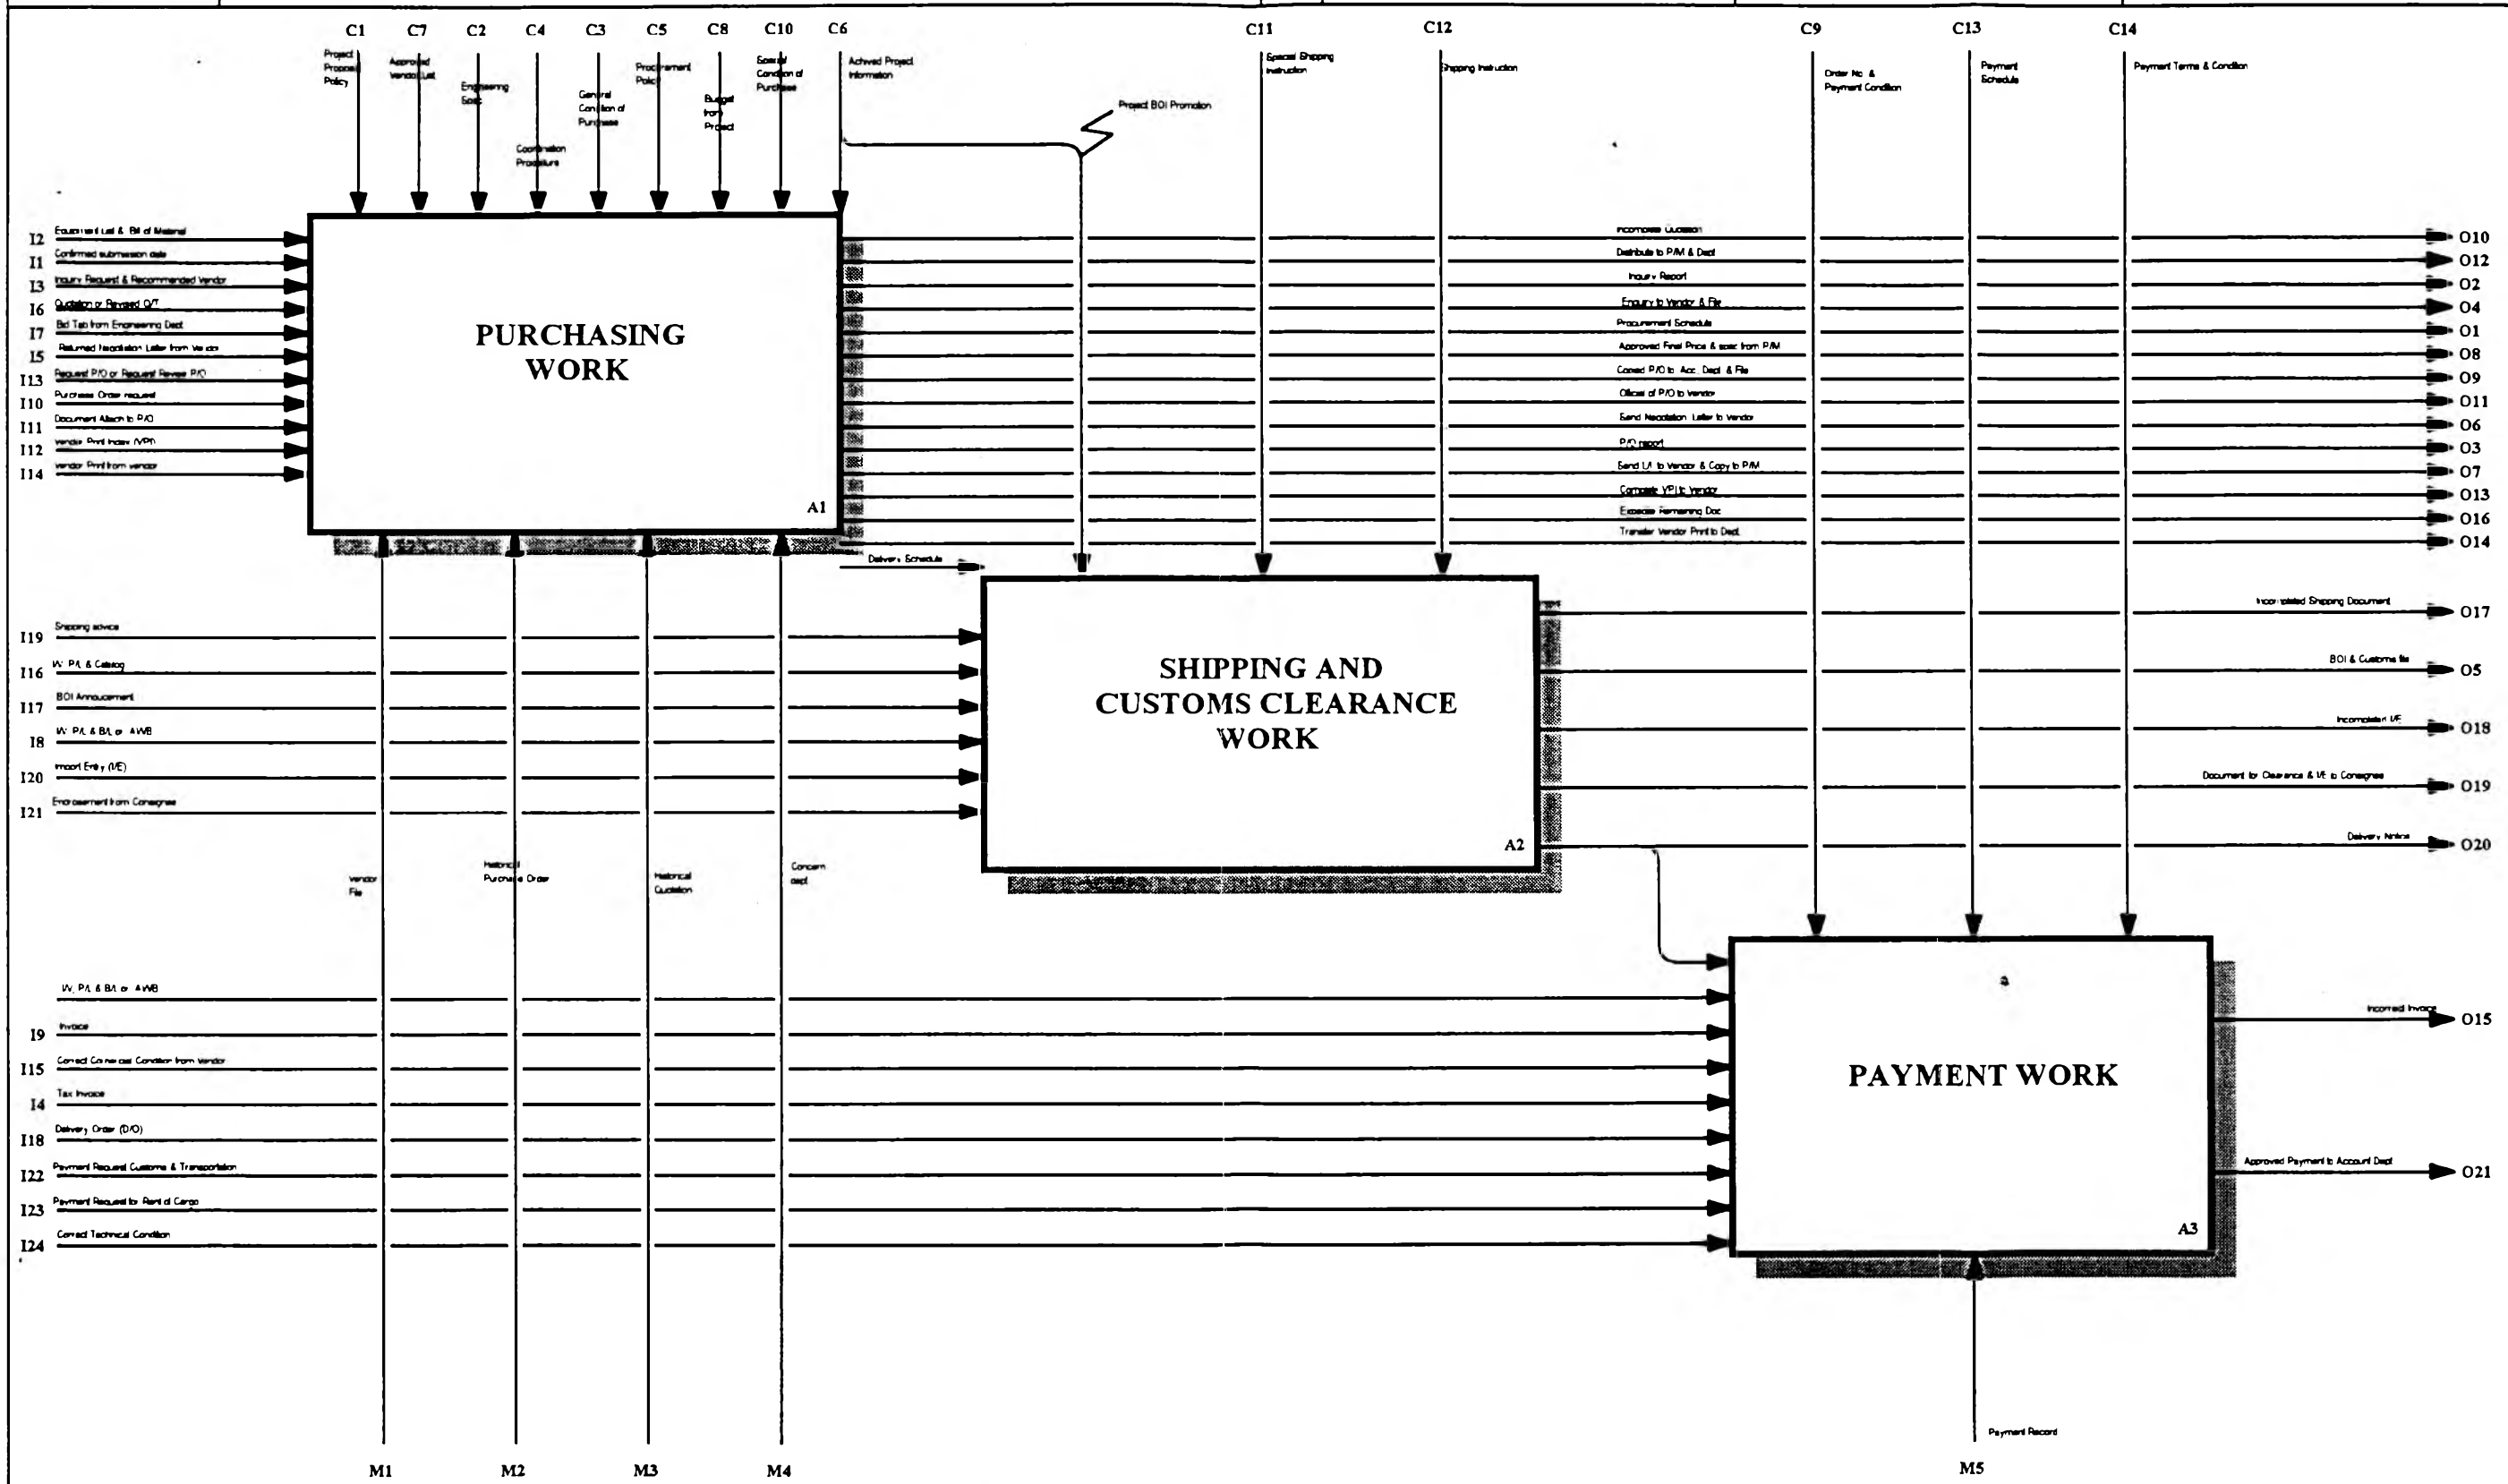 C1 C7 C2 C4 C3 C5 C8 C10 C6 C11 C12 C9 C13 C14
Project
Proposal
Policy
Approved
Vendor List
Engineering
Spec
Coordination
Procedure
General
Condition of
Purchase
Procurement
Policy
Budget
from
Project
Special
Condition of
Purchase
Achived Project
Information
Project BOI Promotion
Special Shipping
Instruction
Shipping Instruction
Order No. &
Payment Condition
Payment
Schedule
Payment Terms & Condition
I2 Equipment List & Bill of Material
I1 Confirmed submission date
I3 Inquiry Request & Recommended Vendor
I6 Quotation or Revised Q/T
I7 Bid Tab from Engineering Dept
I5 Returned Negotiation Letter from Vendor
I13 Request P/O or Request Revise P/O
I10 Purchase Order request
I11 Document Attach to P/O
I12 Vendor Print Index (VPI)
I14 Vendor Print from vendor
PURCHASING
WORK
A1
Incomplete Quotation O10
Distribute to P/M & Dept O12
Inquiry Report O2
Enquiry to Vendor & File O4
Procurement Schedule O1
Approved Final Price & spec from P/M O8
Copied P/O to Acc. Dept & File O9
Official of P/O to Vendor O11
Send Negotiation Letter to Vendor O6
P/O report O3
Send L/I to Vendor & Copy to P/M O7
Complete VPI to Vendor O13
Expedite Remaining Doc O16
Transfer Vendor Print to Dept. O14
Delivery Schedule
I19 Shipping advice
I16 IV, P/L & Catalog
I17 BOI Annoucement
I8 IV, P/L & B/L or AWB
I20 Import Entry (I/E)
I21 Endrosement from Consignee
SHIPPING AND
CUSTOMS CLEARANCE
WORK
A2
Incompleted Shipping Document O17
BOI & Customs file O5
Incompleted I/E O18
Document for Clearance & I/E to Consignee O19
Delivery Notice O20
Vendor
File
Historical
Purchase Order
Historical
Quotation
Concern
dept
IV, P/L & B/L or AWB
I9 Invoice
I15 Correct Condition from Vendor
I4 Tax Invoice
I18 Delivery Order (D/O)
I22 Payment Request Customs & Transportation
I23 Payment Request for Rent of Cargo
I24 Correct Technical Condition
PAYMENT WORK
A3
Incorrect Invoice O15
Approved Payment to Account Dept O21
Payment Record
M1 M2 M3 M4 M5